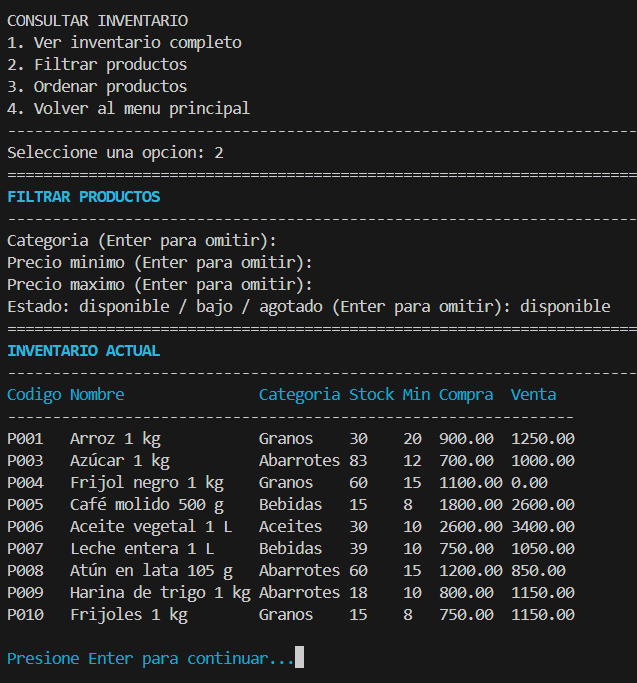 CONSULTAR INVENTARIO
1. Ver inventario completo
2. Filtrar productos
3. Ordenar productos
4. Volver al menu principal
----------------------------------------------------------------------
Seleccione una opcion: 2
======================================================================
FILTRAR PRODUCTOS
----------------------------------------------------------------------
Categoria (Enter para omitir):
Precio minimo (Enter para omitir):
Precio maximo (Enter para omitir):
Estado: disponible / bajo / agotado (Enter para omitir): disponible
======================================================================
INVENTARIO ACTUAL
----------------------------------------------------------------------
Codigo Nombre               Categoria Stock Min Compra  Venta
---------------------------------------------------------------
P001   Arroz 1 kg           Granos    30    20  900.00  1250.00
P003   Azúcar 1 kg          Abarrotes 83    12  700.00  1000.00
P004   Frijol negro 1 kg    Granos    60    15  1100.00 0.00
P005   Café molido 500 g    Bebidas   15    8   1800.00 2600.00
P006   Aceite vegetal 1 L   Aceites   30    10  2600.00 3400.00
P007   Leche entera 1 L     Bebidas   39    10  750.00  1050.00
P008   Atún en lata 105 g   Abarrotes 60    15  1200.00 850.00
P009   Harina de trigo 1 kg Abarrotes 18    10  800.00  1150.00
P010   Frijoles 1 kg        Granos    15    8   750.00  1150.00
Presione Enter para continuar...